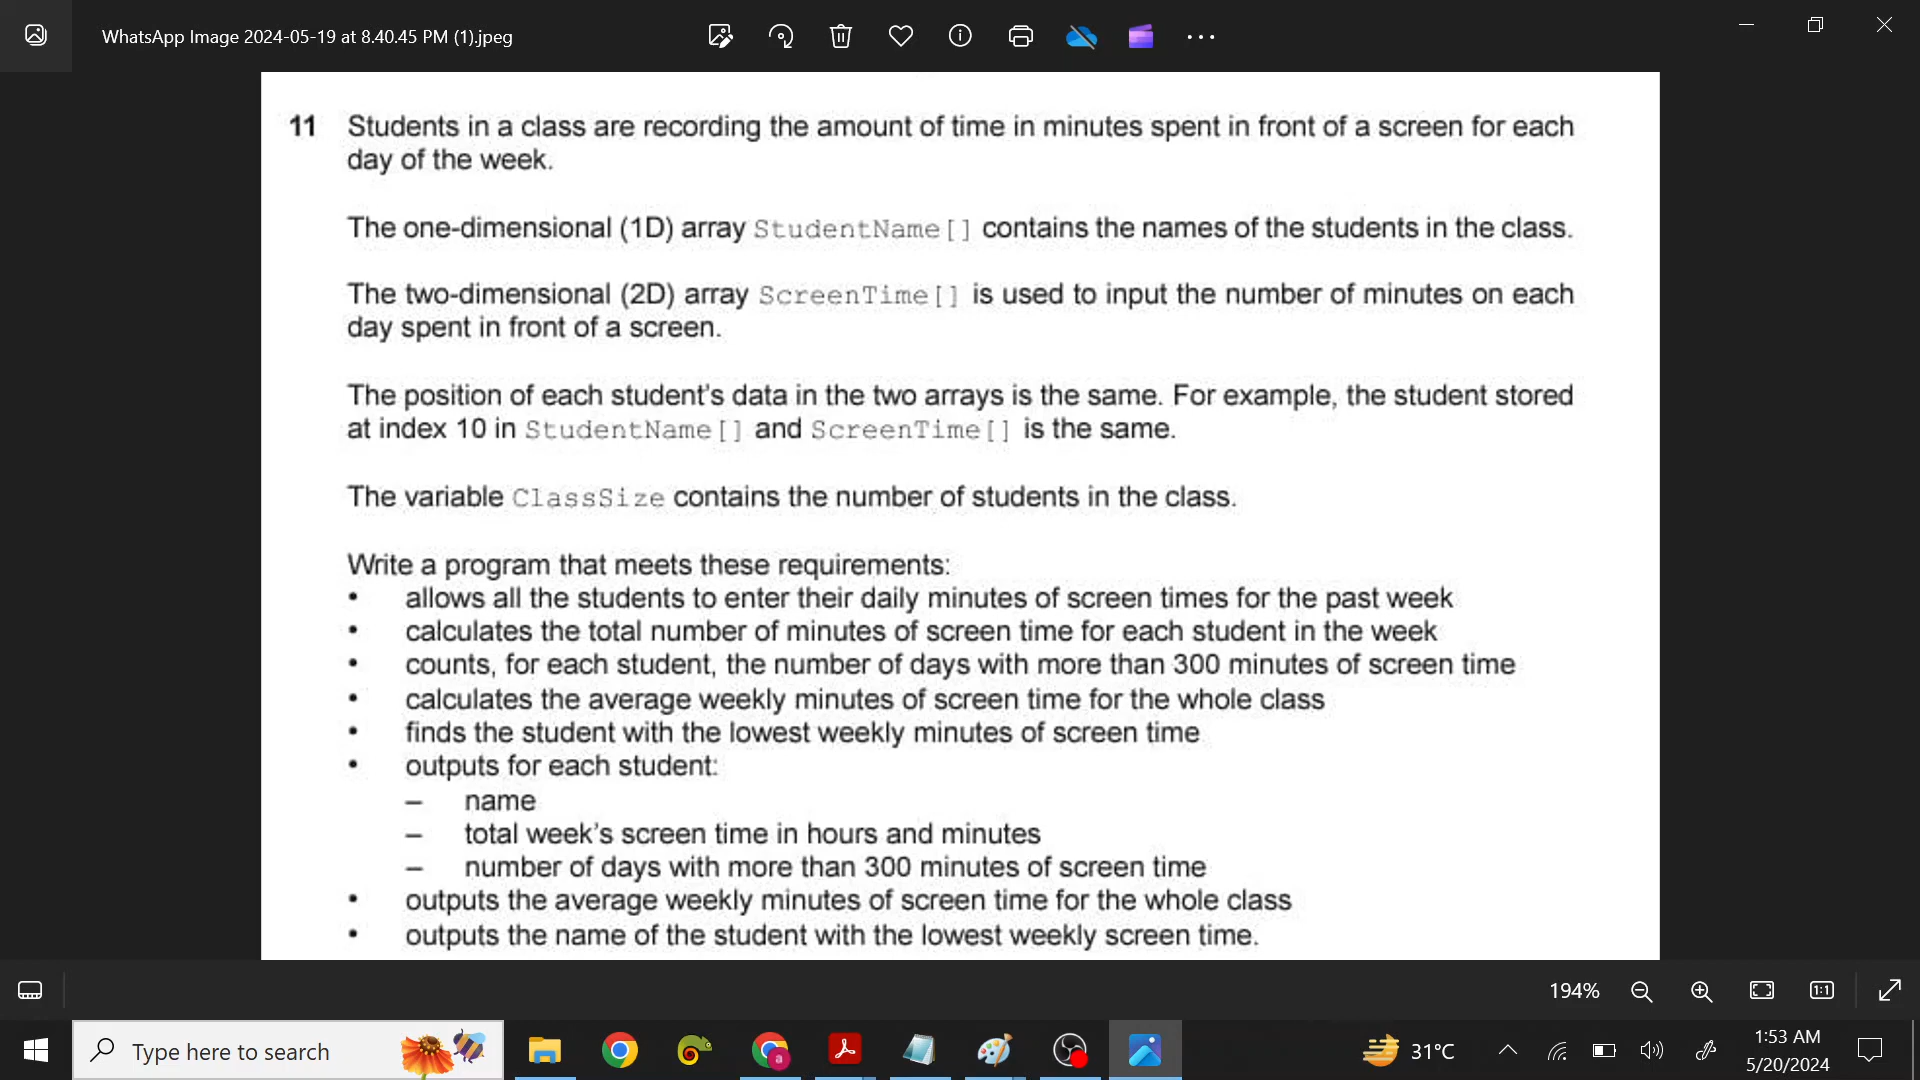 WhatsApp Image 2024-05-19 at 8.40.45 PM (1).jpeg
11 Students in a class are recording the amount of time in minutes spent in front of a screen for each
day of the week.
The one-dimensional (1D) array StudentName[] contains the names of the students in the class.
The two-dimensional (2D) array ScreenTime[] is used to input the number of minutes on each
day spent in front of a screen.
The position of each student's data in the two arrays is the same. For example, the student stored
at index 10 in StudentName[] and ScreenTime[] is the same.
The variable ClassSize contains the number of students in the class.
Write a program that meets these requirements:
• allows all the students to enter their daily minutes of screen times for the past week
• calculates the total number of minutes of screen time for each student in the week
• counts, for each student, the number of days with more than 300 minutes of screen time
• calculates the average weekly minutes of screen time for the whole class
• finds the student with the lowest weekly minutes of screen time
• outputs for each student:
– name
– total week's screen time in hours and minutes
– number of days with more than 300 minutes of screen time
• outputs the average weekly minutes of screen time for the whole class
• outputs the name of the student with the lowest weekly screen time.
194%
1:1
Type here to search
a
31°C
1:53 AM
5/20/2024